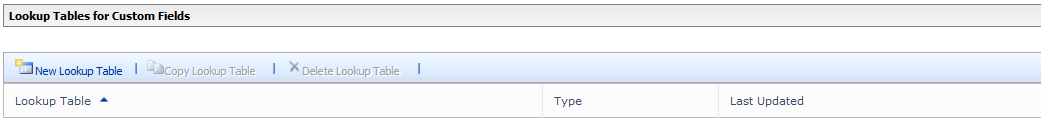 Lookup Tables for Custom Fields
New Lookup Table | Copy Lookup Table | Delete Lookup Table |
Lookup Table Type Last Updated